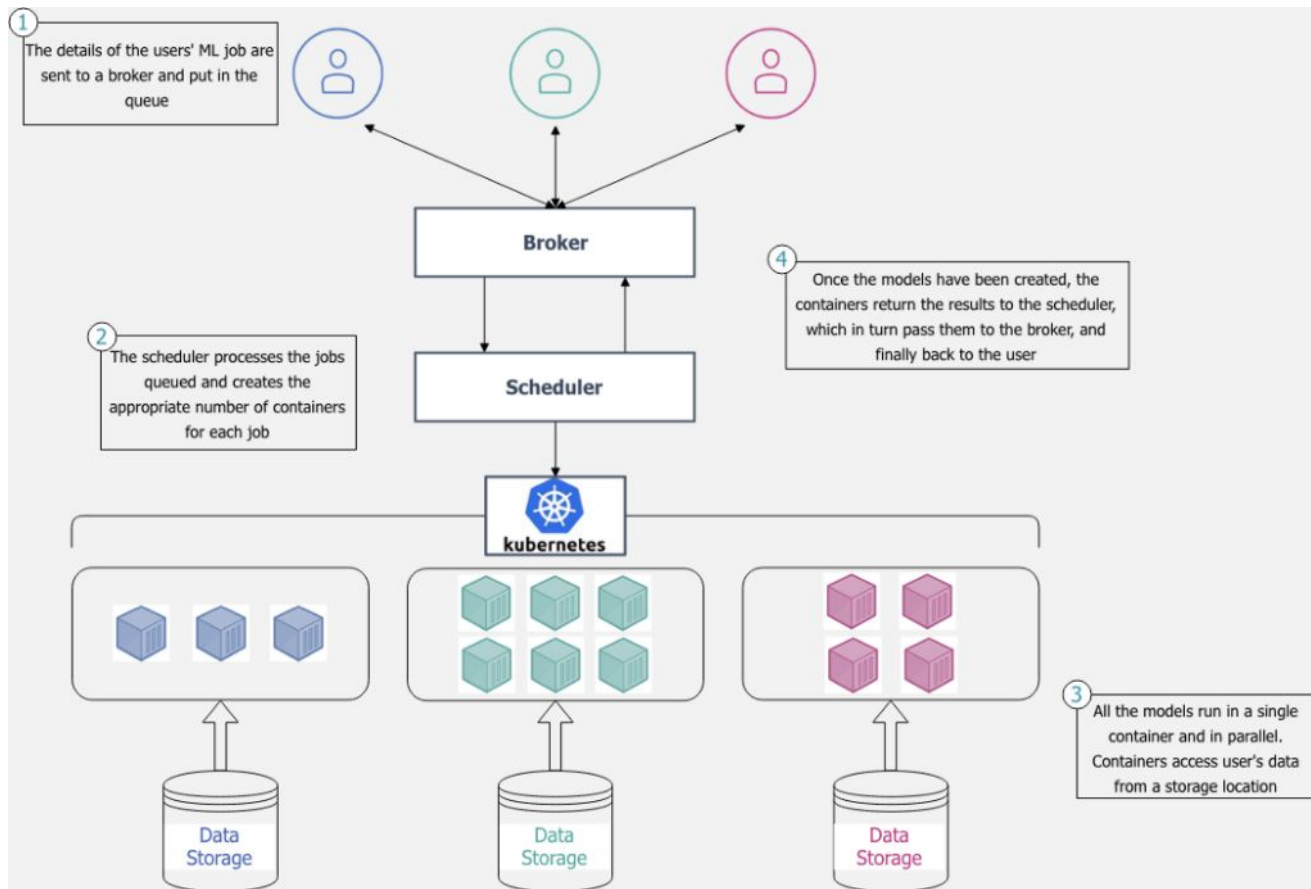 1
The details of the users' ML job are
sent to a broker and put in the
queue
Broker
4
Once the models have been created, the
containers return the results to the scheduler,
which in turn pass them to the broker, and
finally back to the user
2
The scheduler processes the jobs
queued and creates the
appropriate number of containers
for each job
Scheduler
kubernetes
3
All the models run in a single
container and in parallel.
Containers access user's data
from a storage location
Data
Storage
Data
Storage
Data
Storage